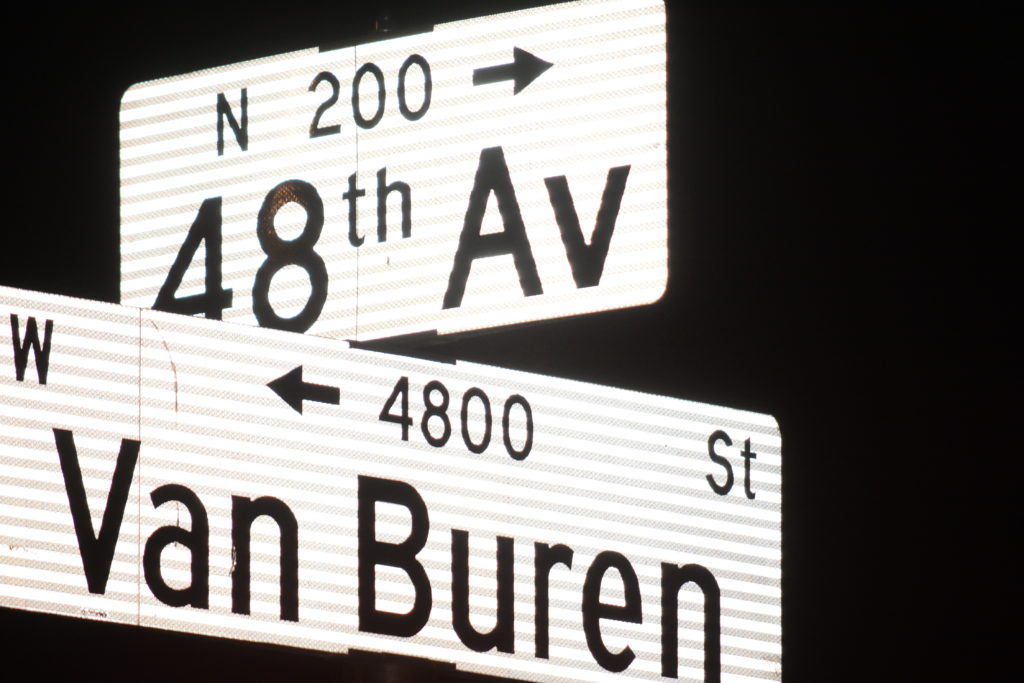 N 200 →
48th Av
W ← 4800 St
Van Buren